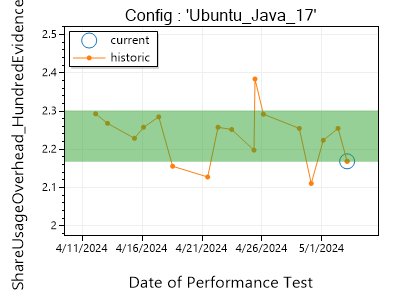 Config : 'Ubuntu_Java_17'
ShareUsageOverhead_HundredEvidence
current
historic
2.5
2.4
2.3
2.2
2.1
2
4/11/2024 4/16/2024 4/21/2024 4/26/2024 5/1/2024
Date of Performance Test